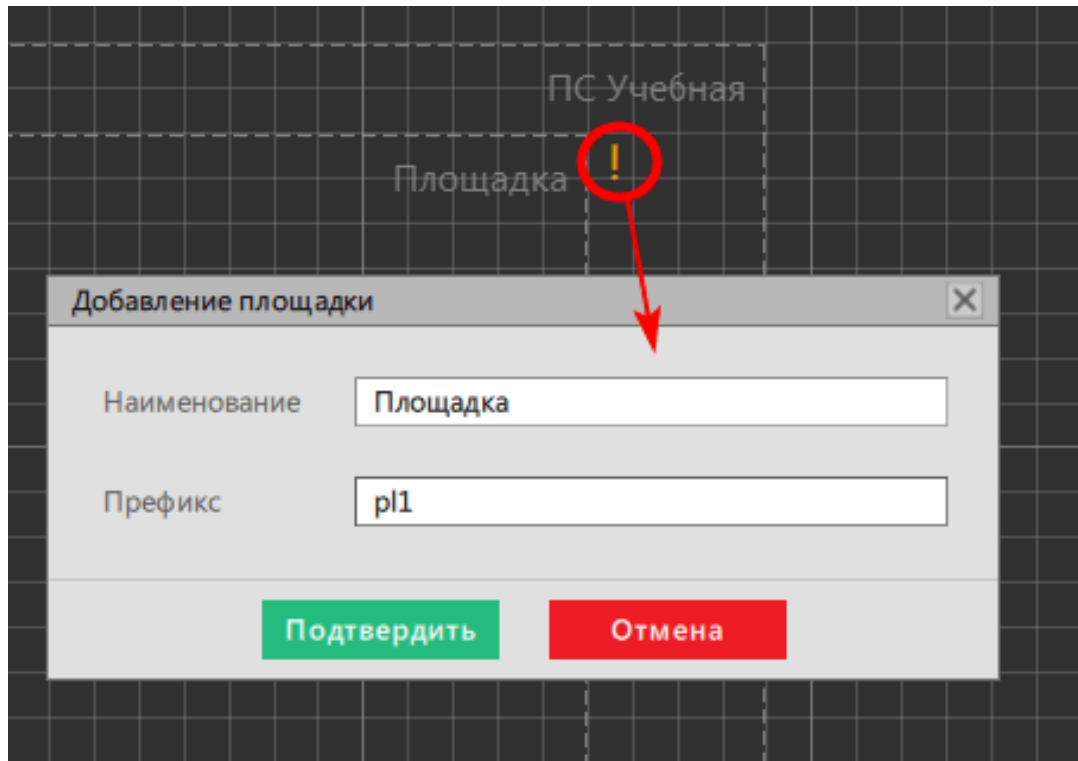 ПС Учебная
Площадка !
Добавление площадки
Наименование Площадка
Префикс pl1
Подтвердить Отмена